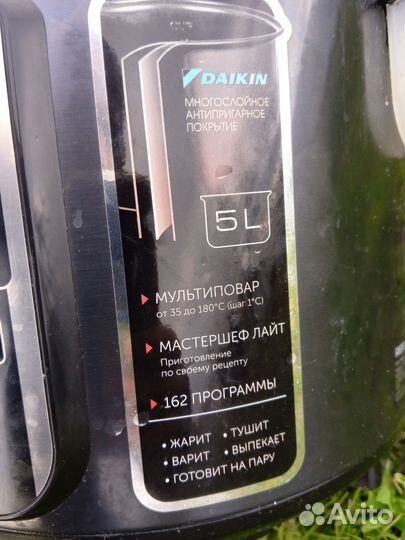 DAIKIN
МНОГОСЛОЙНОЕ
АНТИПРИГАРНОЕ
ПОКРЫТИЕ
5L
МУЛЬТИПОВАР
от 35 до 180°С (шаг 1°С)
МАСТЕРШЕФ ЛАЙТ
Приготовление
по своему рецепту
162 ПРОГРАММЫ
• ЖАРИТ • ТУШИТ
• ВАРИТ • ВЫПЕКАЕТ
• ГОТОВИТ НА ПАРУ
Avito